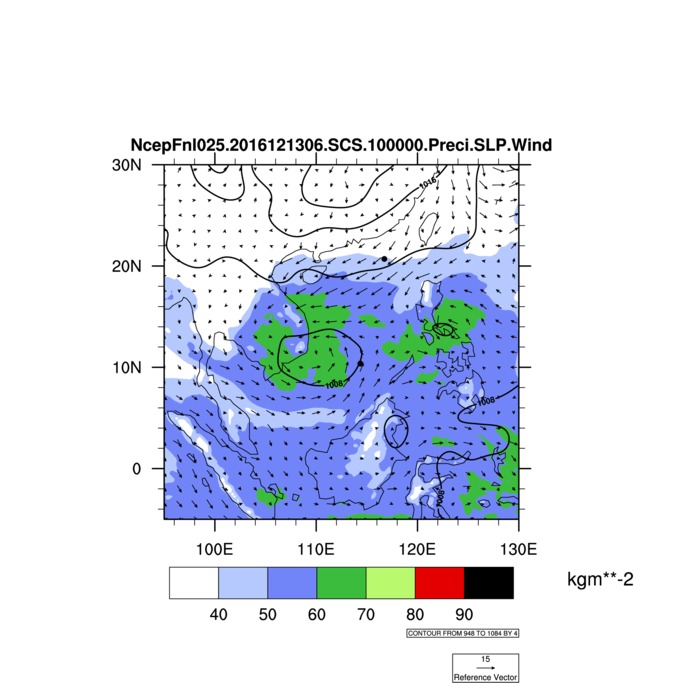 NcepFnl025.2016121306.SCS.100000.Preci.SLP.Wind
30N
20N
10N
0
1016
1008
1008
1008
100E
110E
120E
130E
kgm**-2
40 50 60 70 80 90
CONTOUR FROM 948 TO 1084 BY 4
15
Reference Vector